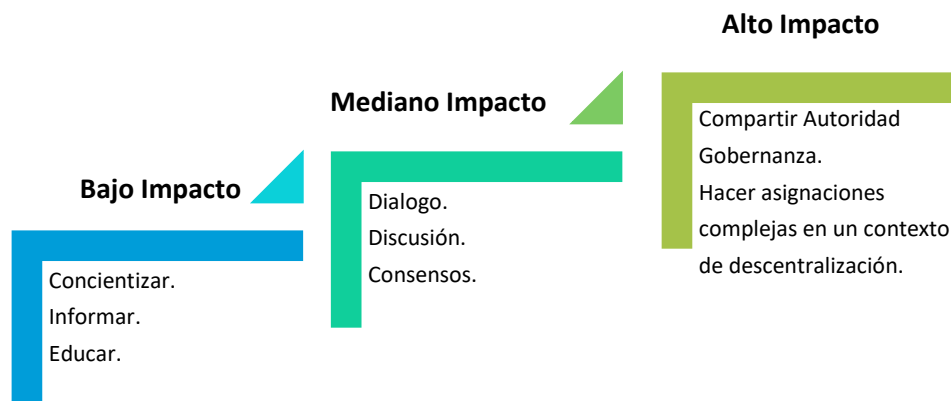 Alto Impacto
Compartir Autoridad
Gobernanza.
Hacer asignaciones
complejas en un contexto
de descentralización.
Mediano Impacto
Dialogo.
Discusión.
Consensos.
Bajo Impacto
Concientizar.
Informar.
Educar.